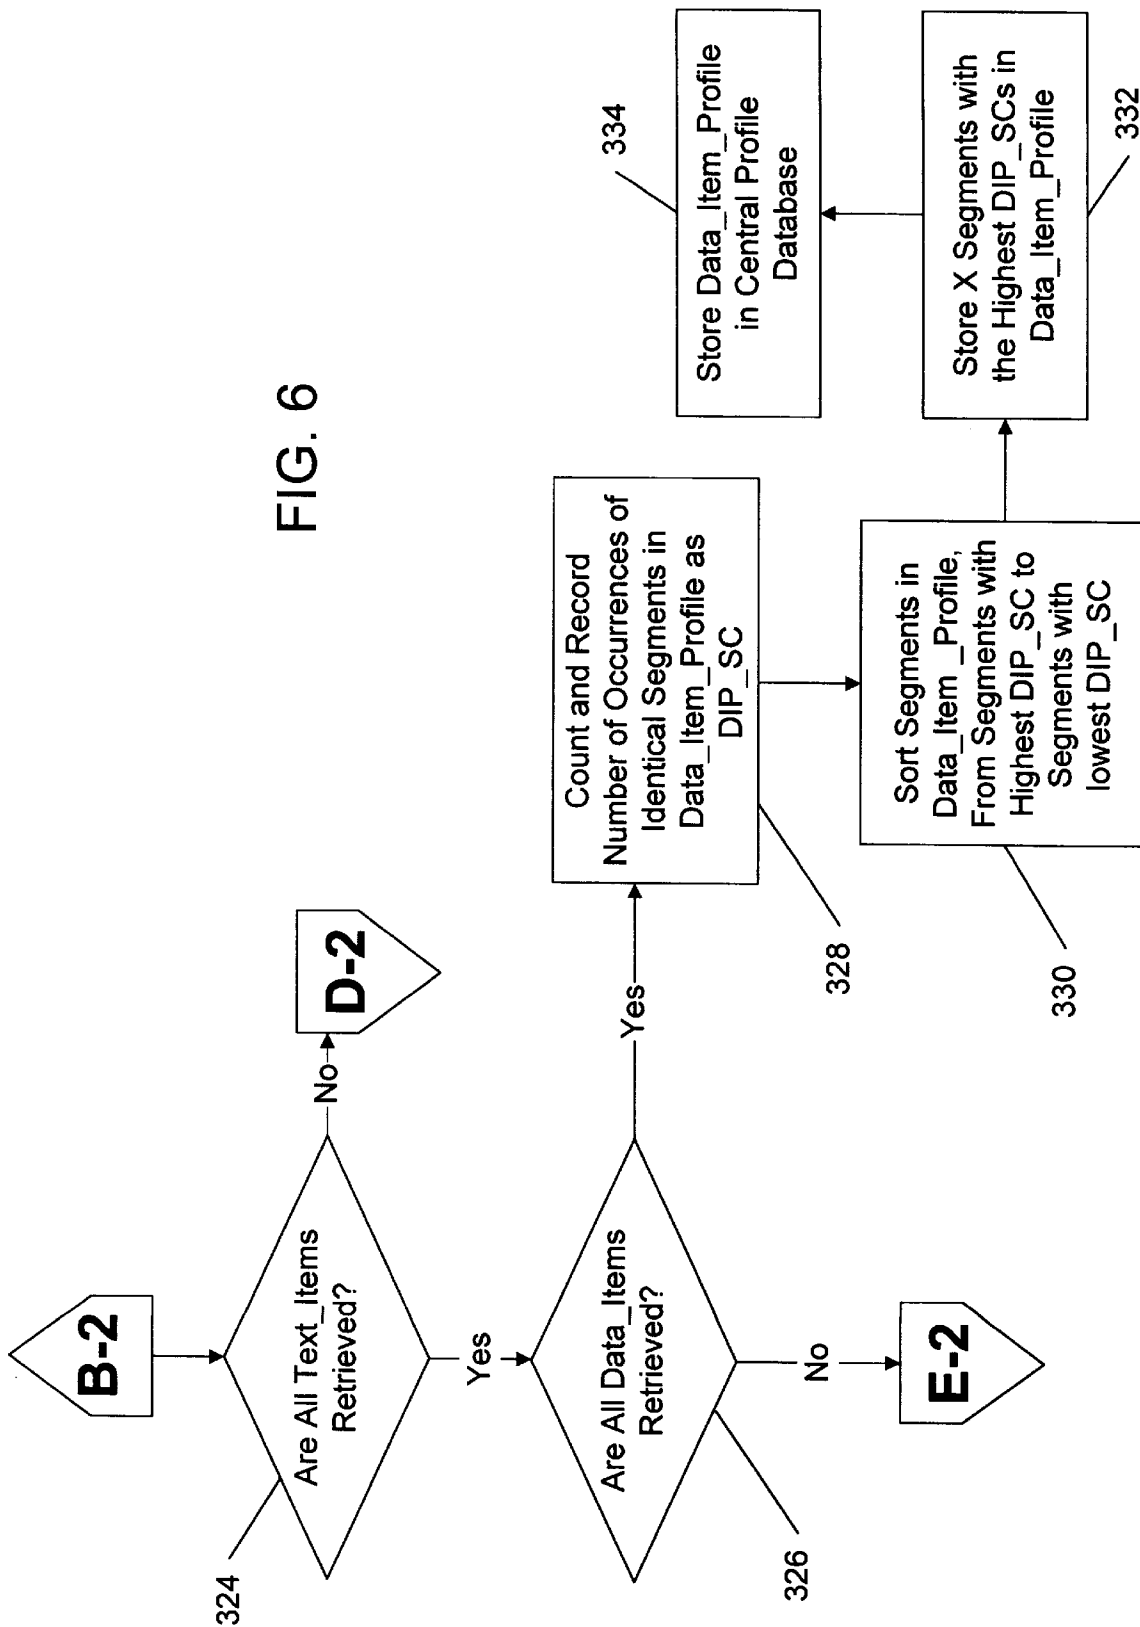 FIG. 6
B-2
324
Are All Text_Items
Retrieved?
No
D-2
Yes
326
Are All Data_Items
Retrieved?
No
E-2
Yes
328
Count and Record
Number of Occurrences of
Identical Segments in
Data_Item_Profile as
DIP_SC
330
Sort Segments in
Data_Item _Profile,
From Segments with
Highest DIP_SC to
Segments with
lowest DIP_SC
332
Store X Segments with
the Highest DIP_SCs in
Data_Item_Profile
334
Store Data_Item_Profile
in Central Profile
Database